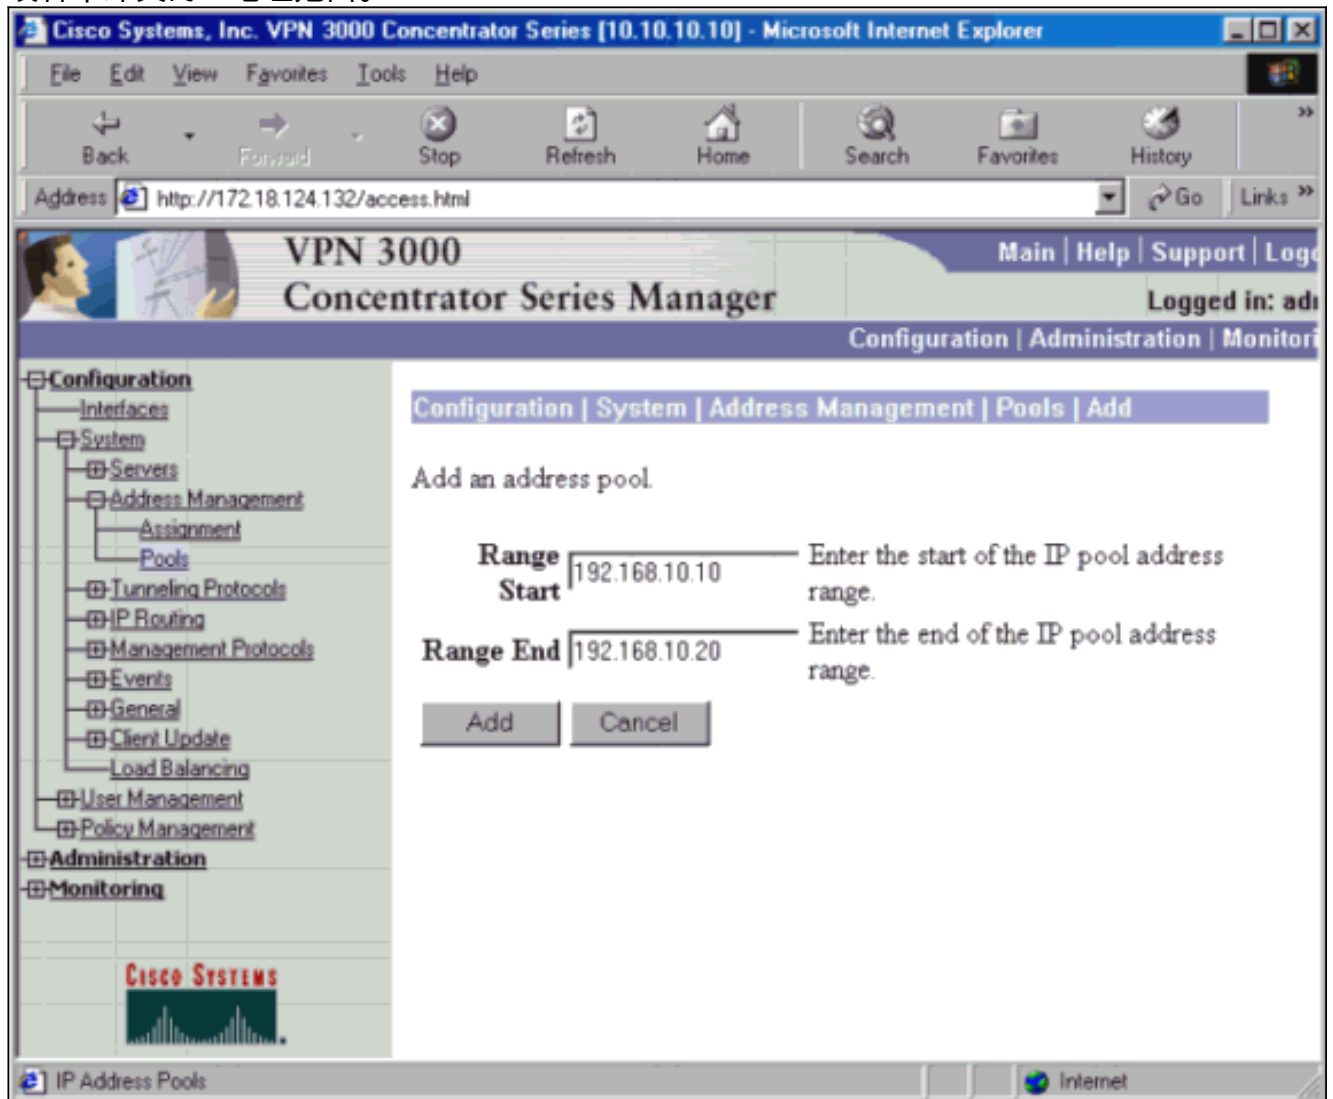 Cisco Systems, Inc. VPN 3000 Concentrator Series [10.10.10.10] - Microsoft Internet Explorer
File Edit View Favorites Tools Help
Back Forward Stop Refresh Home Search Favorites History »
Address http://172.18.124.132/access.html Go Links »
VPN 3000
Concentrator Series Manager
Main | Help | Support | Logo
Logged in: adm
Configuration | Administration | Monitori
Configuration
Interfaces
System
Servers
Address Management
Assignment
Pools
Tunneling Protocols
IP Routing
Management Protocols
Events
General
Client Update
Load Balancing
User Management
Policy Management
Administration
Monitoring
CISCO SYSTEMS
Configuration | System | Address Management | Pools | Add
Add an address pool.
Range Start 192.168.10.10 Enter the start of the IP pool address
range.
Range End 192.168.10.20 Enter the end of the IP pool address
range.
Add Cancel
IP Address Pools Internet